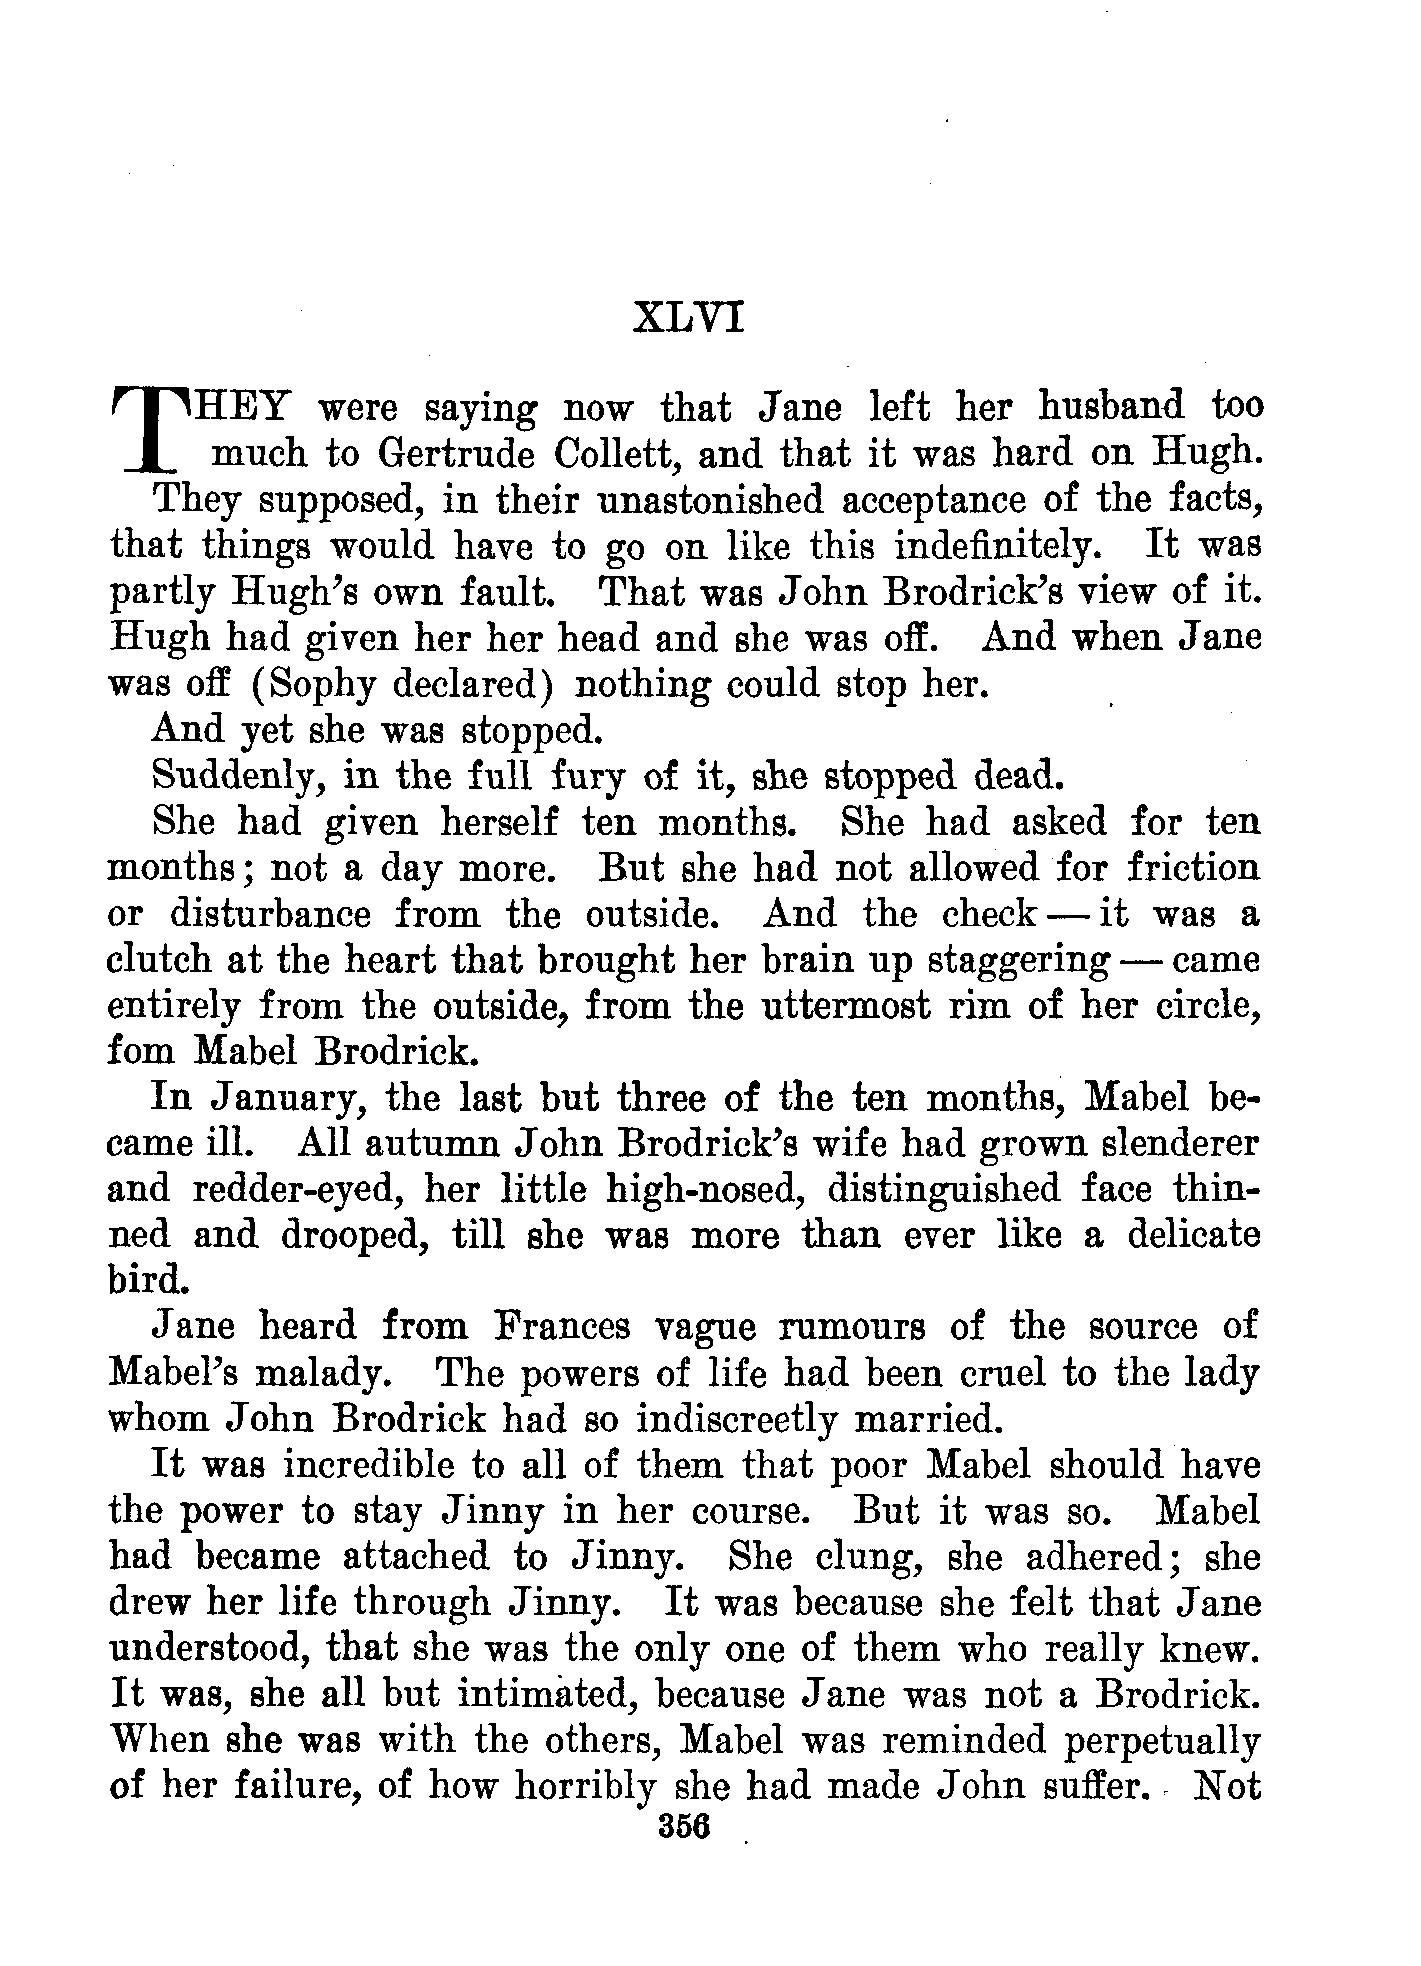 XLVI
THEY were saying now that Jane left her husband too
much to Gertrude Collett, and that it was hard on Hugh.
They supposed, in their unastonished acceptance of the facts,
that things would have to go on like this indefinitely. It was
partly Hugh's own fault. That was John Brodrick's view of it.
Hugh had given her her head and she was off. And when Jane
was off (Sophy declared) nothing could stop her.
And yet she was stopped.
Suddenly, in the full fury of it, she stopped dead.
She had given herself ten months. She had asked for ten
months; not a day more. But she had not allowed for friction
or disturbance from the outside. And the check — it was a
clutch at the heart that brought her brain up staggering — came
entirely from the outside, from the uttermost rim of her circle,
fom Mabel Brodrick.
In January, the last but three of the ten months, Mabel be-
came ill. All autumn John Brodrick's wife had grown slenderer
and redder-eyed, her little high-nosed, distinguished face thin-
ned and drooped, till she was more than ever like a delicate
bird.
Jane heard from Frances vague rumours of the source of
Mabel's malady. The powers of life had been cruel to the lady
whom John Brodrick had so indiscreetly married.
It was incredible to all of them that poor Mabel should have
the power to stay Jinny in her course. But it was so. Mabel
had became attached to Jinny. She clung, she adhered; she
drew her life through Jinny. It was because she felt that Jane
understood, that she was the only one of them who really knew.
It was, she all but intimated, because Jane was not a Brodrick.
When she was with the others, Mabel was reminded perpetually
of her failure, of how horribly she had made John suffer. Not
356